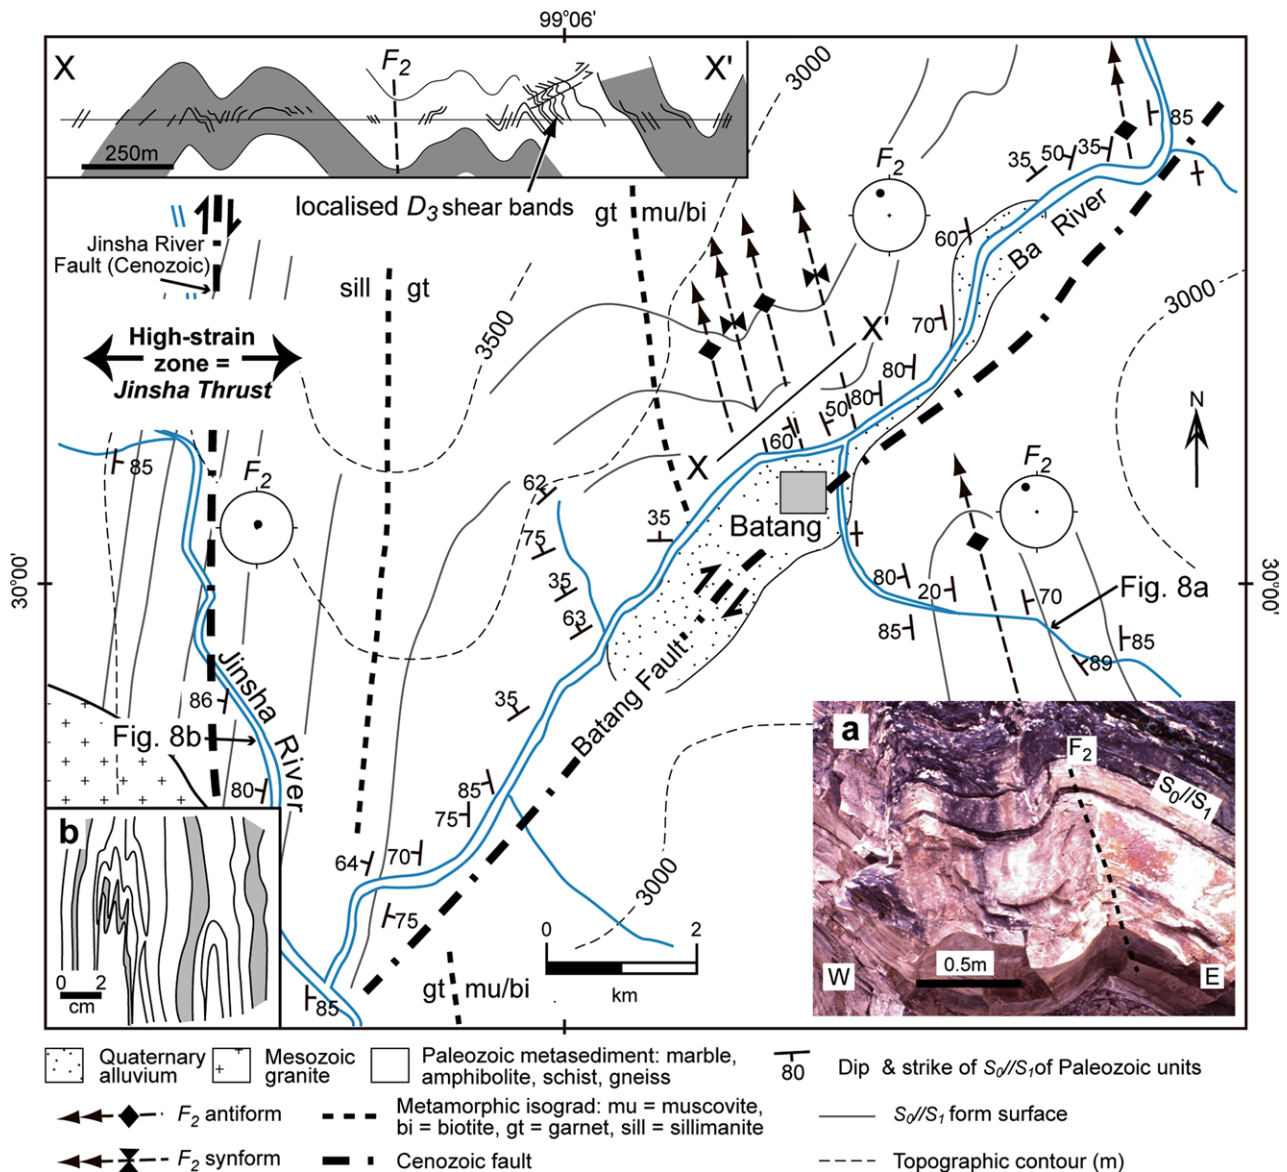 99°06'
X
F2
X'
250m
localised D3 shear bands
3000
85
35
50
35
F2
gt
mu/bi
Jinsha River
Fault (Cenozoic)
60
Ba River
sill
gt
3500
3000
High-strain
zone =
Jinsha Thrust
70
X'
80
80
50
60
N
85
F2
X
62
F2
35
Batang
75
30°00'
35
63
80
20
70
Fig. 8a
30°00'
85
85
89
Jinsha River
86
35
Batang Fault
Fig. 8b
80
85
75
a
F2
S0//S1
b
64
70
3000
75
0
2
km
0.5m
W
E
0
2
cm
gt
mu/bi
85
Quaternary
alluvium
Mesozoic
granite
Paleozoic metasediment: marble,
amphibolite, schist, gneiss
80
Dip & strike of S0//S1 of Paleozoic units
F2 antiform
Metamorphic isograd: mu = muscovite,
bi = biotite, gt = garnet, sill = sillimanite
S0//S1 form surface
F2 synform
Cenozoic fault
Topographic contour (m)